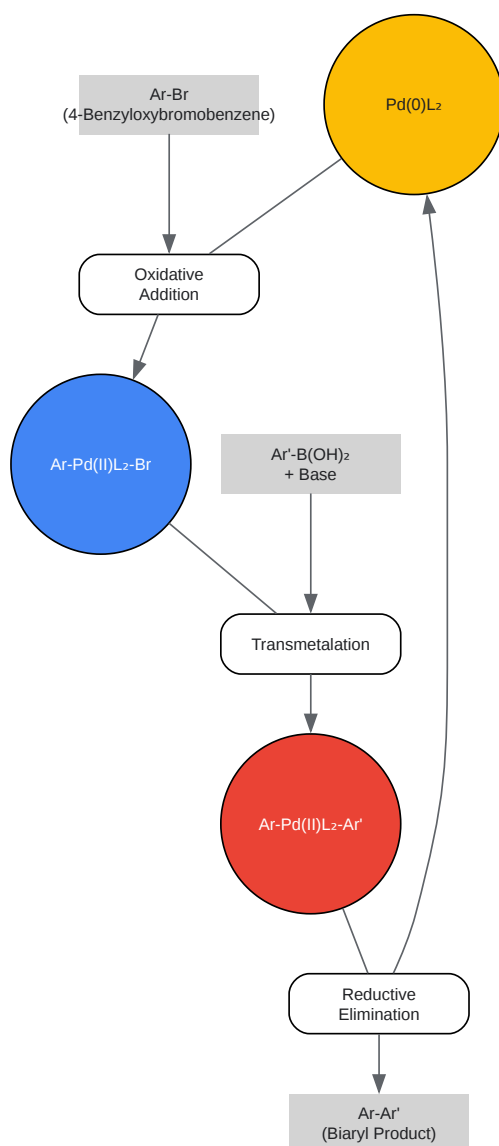 Ar-Br
(4-Benzyloxybromobenzene)
Pd(0)L₂
Oxidative
Addition
Ar-Pd(II)L₂-Br
Ar'-B(OH)₂
+ Base
Transmetalation
Ar-Pd(II)L₂-Ar'
Reductive
Elimination
Ar-Ar'
(Biaryl Product)